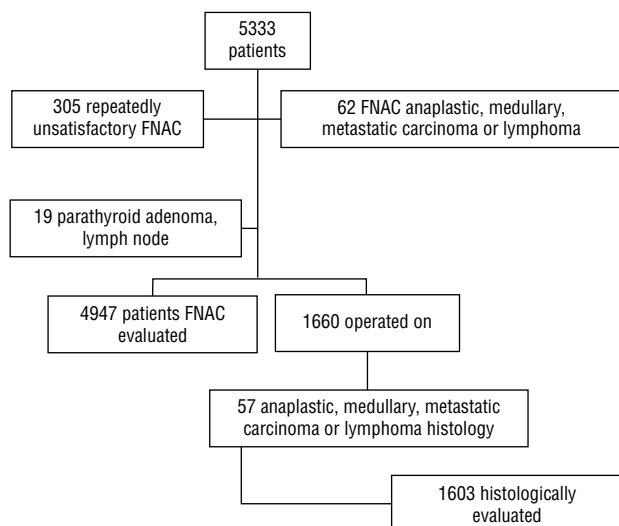 5333
patients
305 repeatedly
unsatisfactory FNAC
62 FNAC anaplastic, medullary,
metastatic carcinoma or lymphoma
19 parathyroid adenoma,
lymph node
4947 patients FNAC
evaluated
1660 operated on
57 anaplastic, medullary, metastatic
carcinoma or lymphoma histology
1603 histologically
evaluated